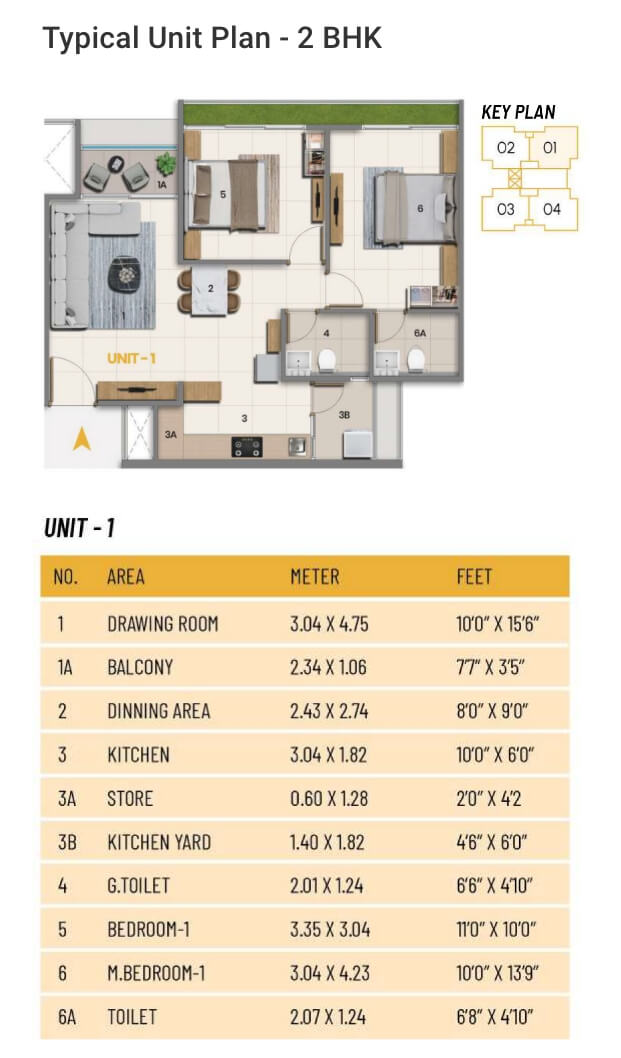 Typical Unit Plan - 2 BHK
KEY PLAN
02 01
03 04
1A
5
6
1
2
4
6A
UNIT-1
3
3A
3B
UNIT - 1
NO. AREA METER FEET
1 DRAWING ROOM 3.04 X 4.75 10'0" X 15'6"
1A BALCONY 2.34 X 1.06 7'7" X 3'5"
2 DINNING AREA 2.43 X 2.74 8'0" X 9'0"
3 KITCHEN 3.04 X 1.82 10'0" X 6'0"
3A STORE 0.60 X 1.28 2'0" X 4'2
3B KITCHEN YARD 1.40 X 1.82 4'6" X 6'0"
4 G.TOILET 2.01 X 1.24 6'6" X 4'10"
5 BEDROOM-1 3.35 X 3.04 11'0" X 10'0"
6 M.BEDROOM-1 3.04 X 4.23 10'0" X 13'9"
6A TOILET 2.07 X 1.24 6'8" X 4'10"